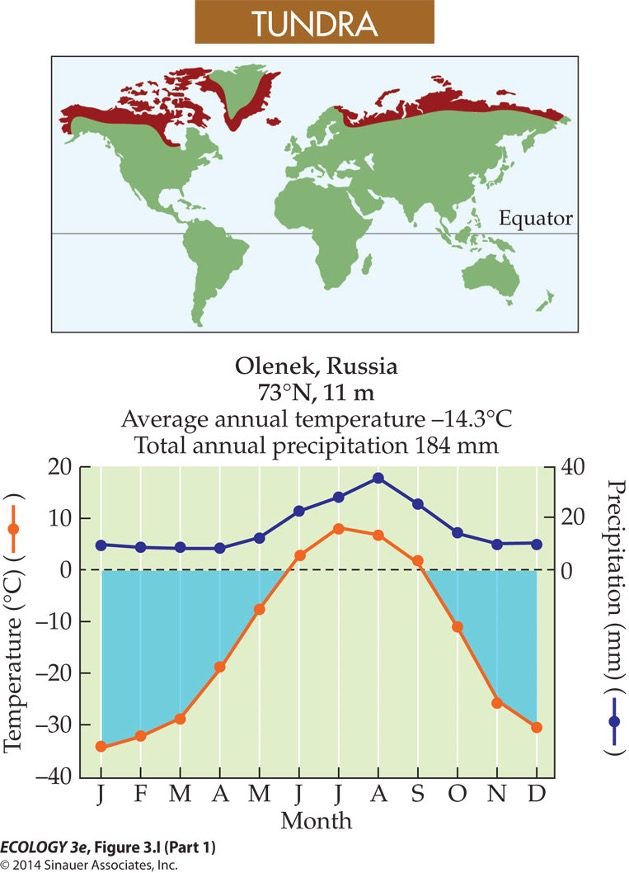 TUNDRA
Equator
Olenek, Russia
73°N, 11 m
Average annual temperature –14.3°C
Total annual precipitation 184 mm
20
10
0
–10
–20
–30
–40
Temperature (°C) ( )
40
20
0
Precipitation (mm) ( )
J F M A M J J A S O N D
Month
ECOLOGY 3e, Figure 3.I (Part 1)
© 2014 Sinauer Associates, Inc.